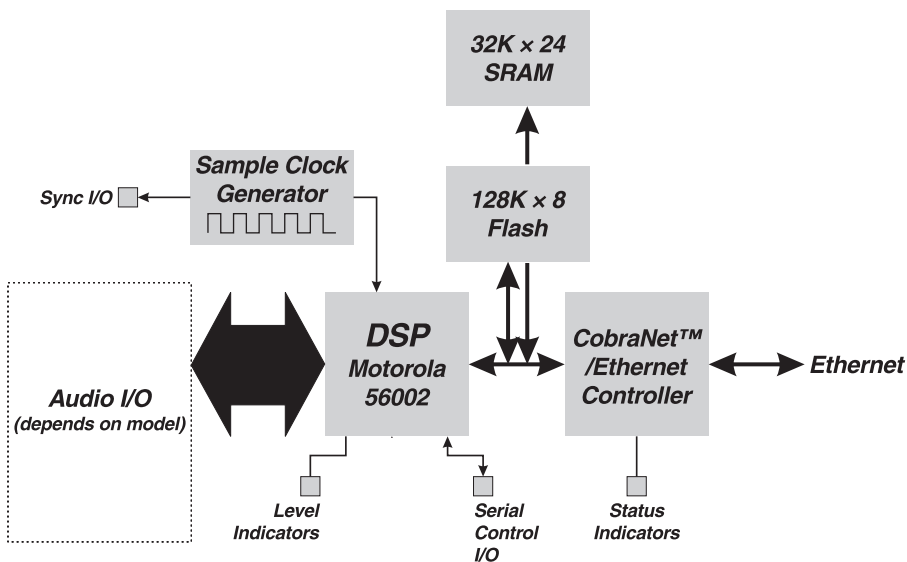 32K × 24
SRAM
Sample Clock
Generator
Sync I/O
128K × 8
Flash
DSP
Motorola
56002
CobraNet™
/Ethernet
Controller
Ethernet
Audio I/O
(depends on model)
Level
Indicators
Serial
Control
I/O
Status
Indicators